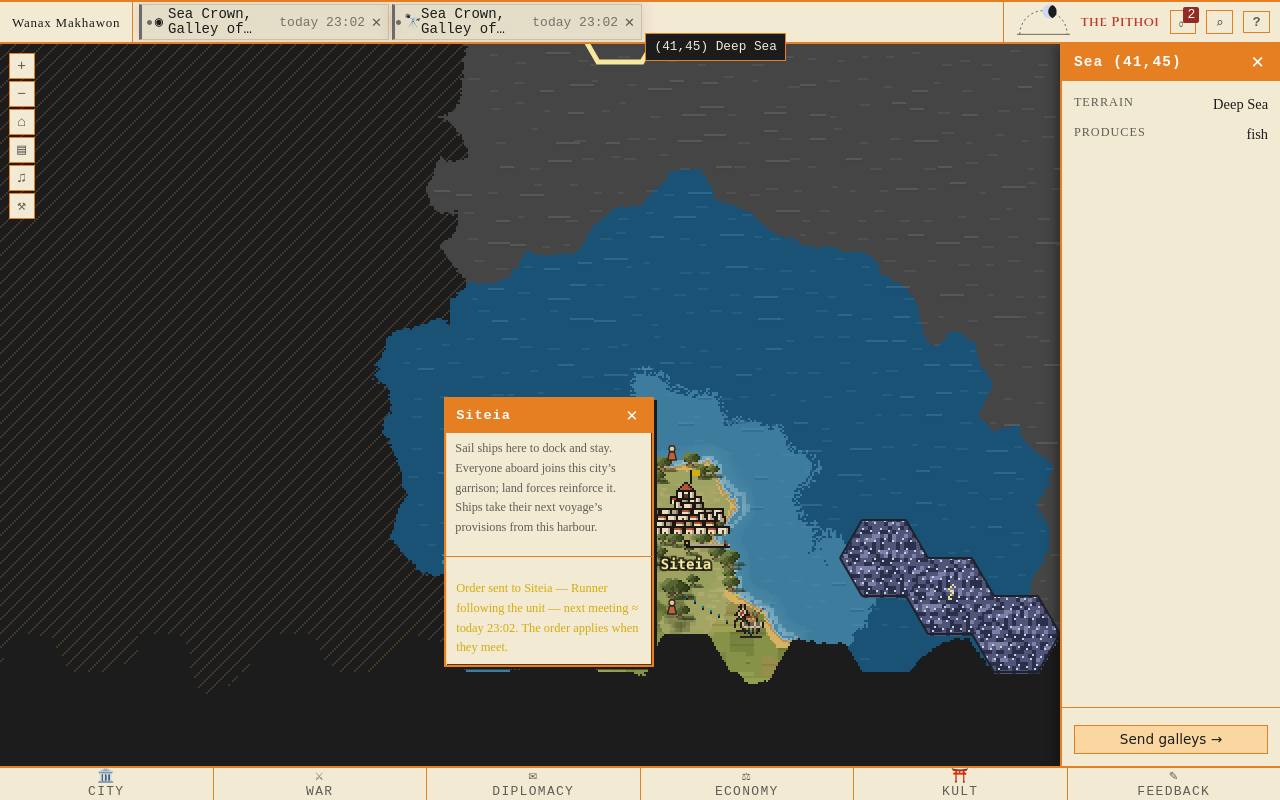 Wanax Makhawon
Sea Crown, Galley of… today 23:02 ✕
Sea Crown, Galley of… today 23:02 ✕
THE PITHOI
2
?
(41,45) Deep Sea
Sea (41,45) ✕
TERRAIN Deep Sea
PRODUCES fish
+
−
Siteia ✕
Sail ships here to dock and stay.
Everyone aboard joins this city’s
garrison; land forces reinforce it.
Ships take their next voyage’s
provisions from this harbour.
Order sent to Siteia — Runner
following the unit — next meeting ≈
today 23:02. The order applies when
they meet.
Siteia
Send galleys →
CITY
WAR
DIPLOMACY
ECONOMY
KULT
FEEDBACK